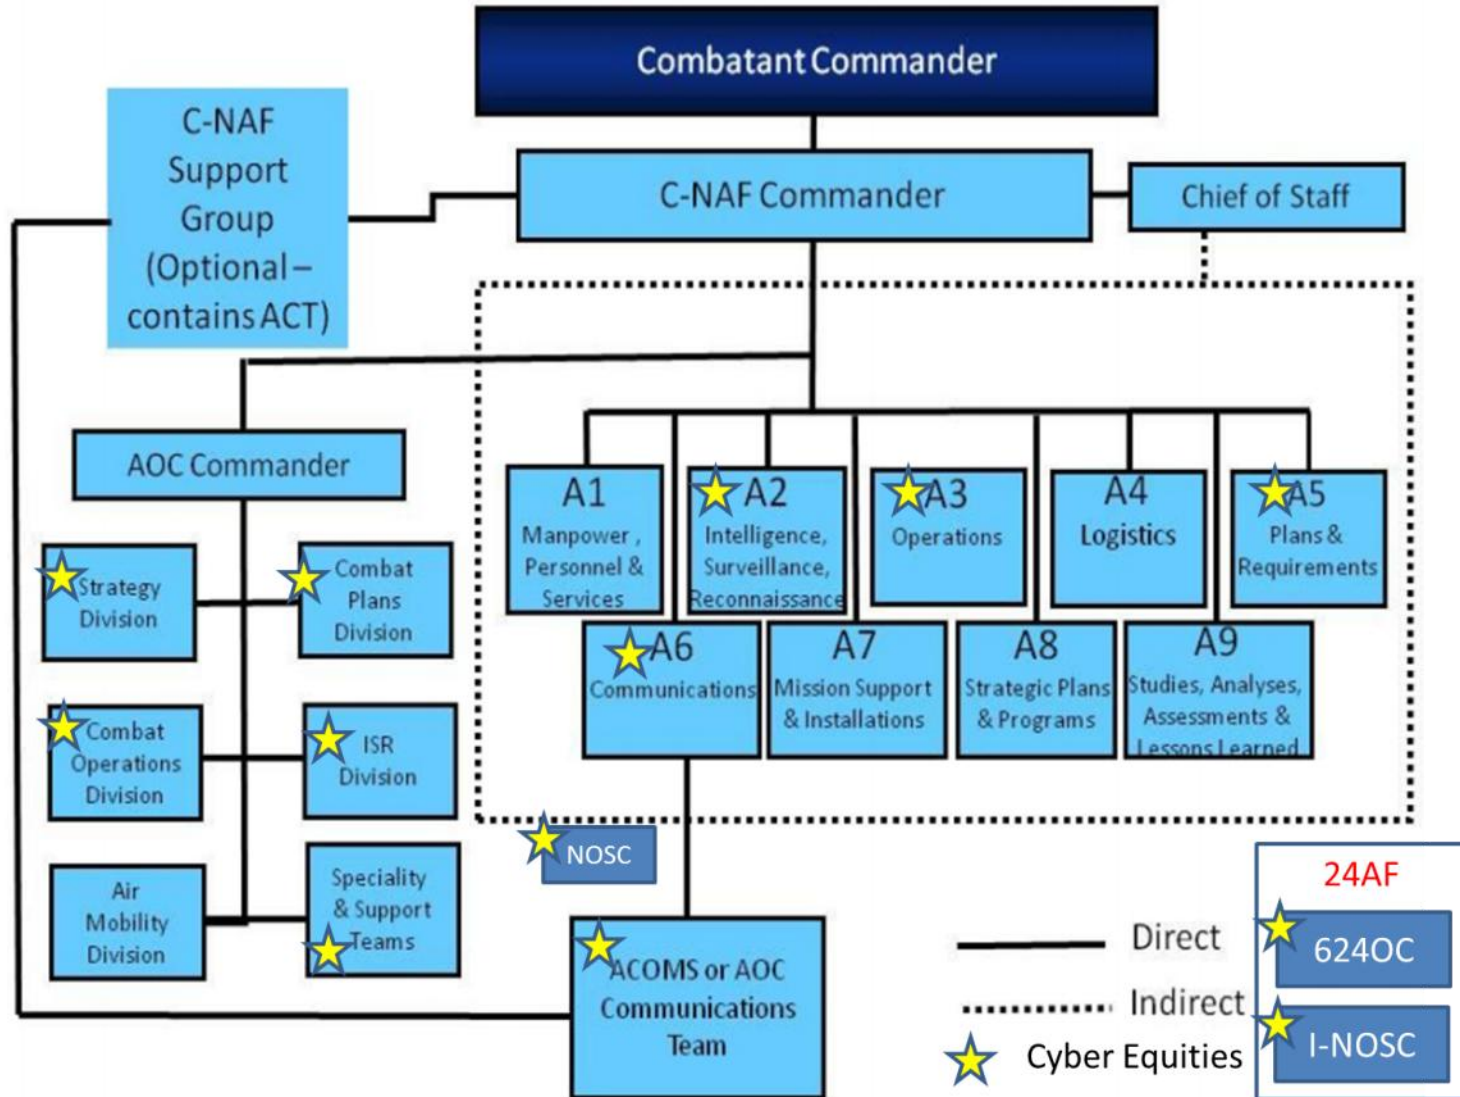 Combatant Commander
C-NAF
Support
Group
(Optional –
contains ACT)
C-NAF Commander
Chief of Staff
AOC Commander
Strategy
Division
Combat
Plans
Division
Combat
Operations
Division
ISR
Division
Air
Mobility
Division
Speciality
& Support
Teams
A1
Manpower ,
Personnel &
Services
A2
Intelligence,
Surveillance,
Reconnaissance
A3
Operations
A4
Logistics
A5
Plans &
Requirements
A6
Communications
A7
Mission Support
& Installations
A8
Strategic Plans
& Programs
A9
Studies, Analyses,
Assessments &
Lessons Learned
NOSC
ACOMS or AOC
Communications
Team
Direct
Indirect
Cyber Equities
24AF
624OC
I-NOSC